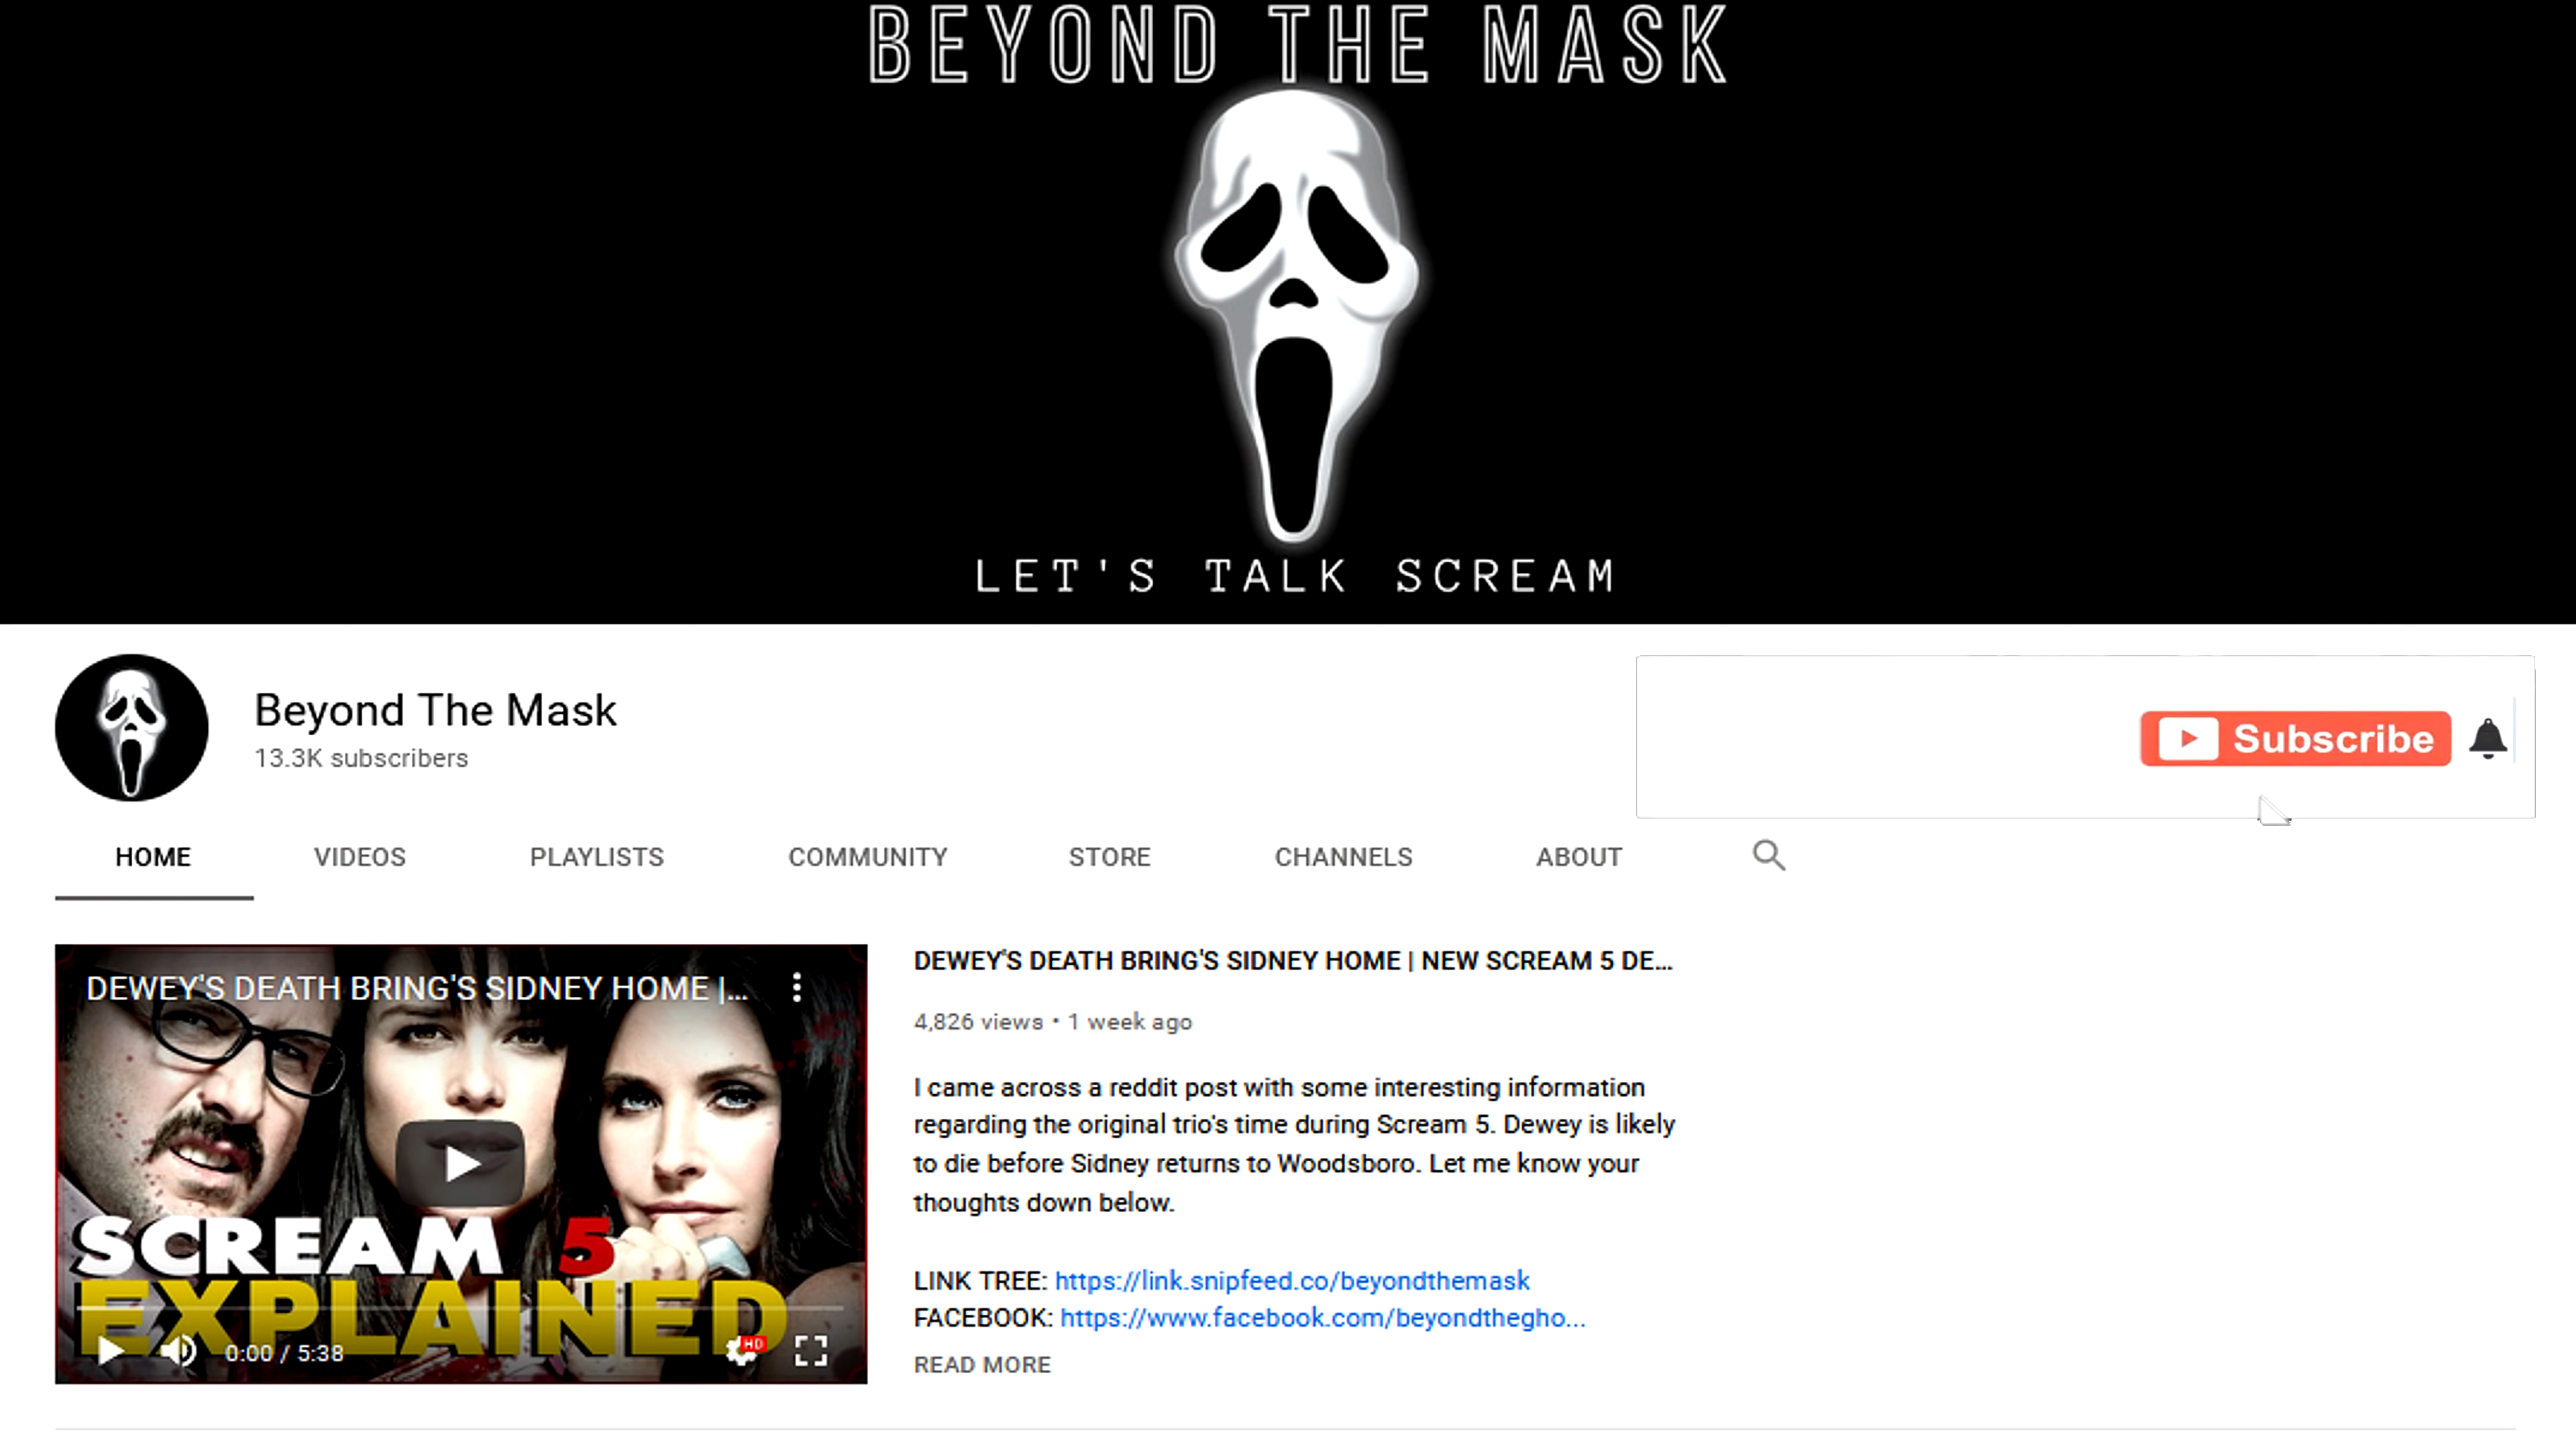 BEYOND THE MASK
LET'S TALK SCREAM
Beyond The Mask
13.3K subscribers
Subscribe
HOME VIDEOS PLAYLISTS COMMUNITY STORE CHANNELS ABOUT
DEWEY'S DEATH BRING'S SIDNEY HOME |...
SCREAM 5
EXPLAINED
0:00 / 5:38
HD
DEWEY'S DEATH BRING'S SIDNEY HOME | NEW SCREAM 5 DE...
4,826 views • 1 week ago
I came across a reddit post with some interesting information
regarding the original trio's time during Scream 5. Dewey is likely
to die before Sidney returns to Woodsboro. Let me know your
thoughts down below.
LINK TREE: https://link.snipfeed.co/beyondthemask
FACEBOOK: https://www.facebook.com/beyondthegho...
READ MORE